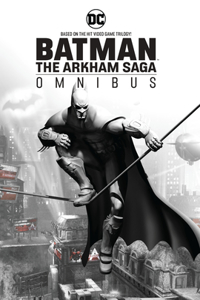 DC
BASED ON THE HIT VIDEO GAME TRILOGY!
BATMAN
THE ARKHAM SAGA
OMNIBUS